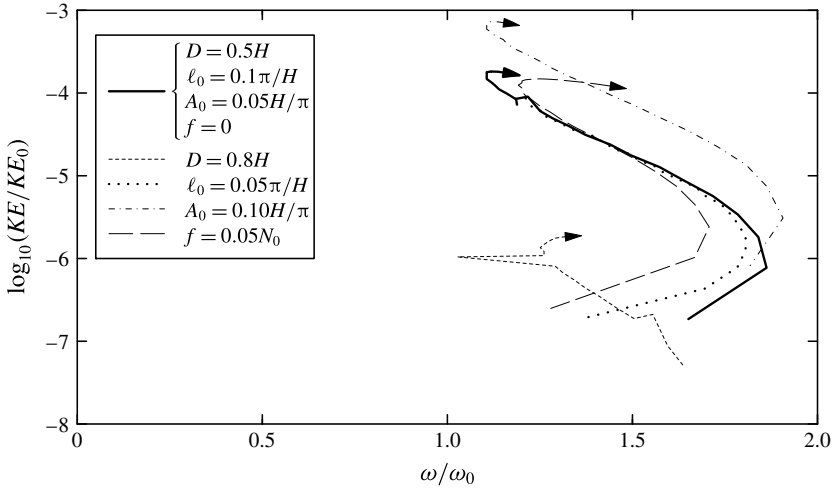 −3
−4
−5
−6
−7
−8
log₁₀(KE/KE₀)
D = 0.5H
ℓ₀ = 0.1π/H
A₀ = 0.05H/π
f = 0
D = 0.8H
ℓ₀ = 0.05π/H
A₀ = 0.10H/π
f = 0.05N₀
0 0.5 1.0 1.5 2.0
ω/ω₀